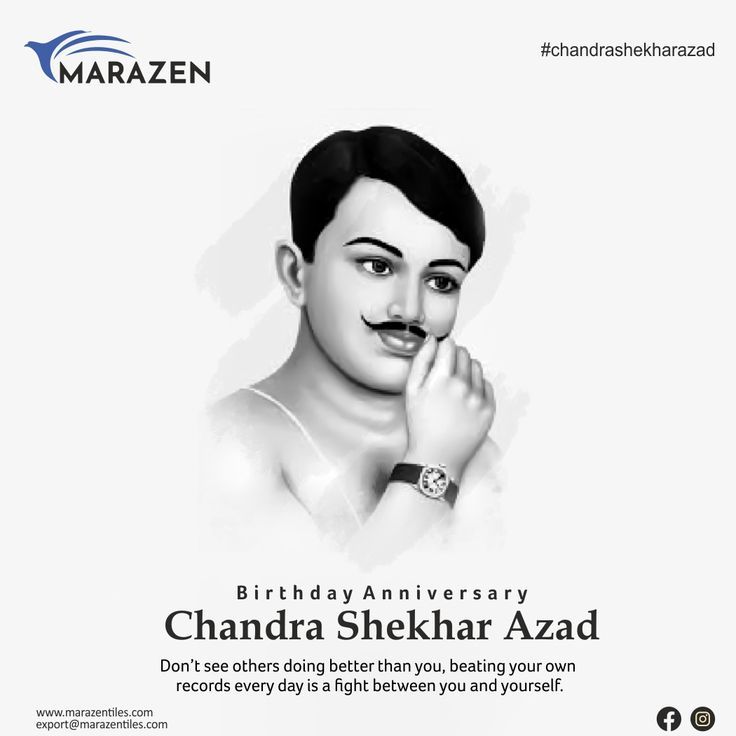 MARAZEN
#chandrashekharazad
Birthday Anniversary
Chandra Shekhar Azad
Don't see others doing better than you, beating your own
records every day is a fight between you and yourself.
www.marazentiles.com
export@marazentiles.com